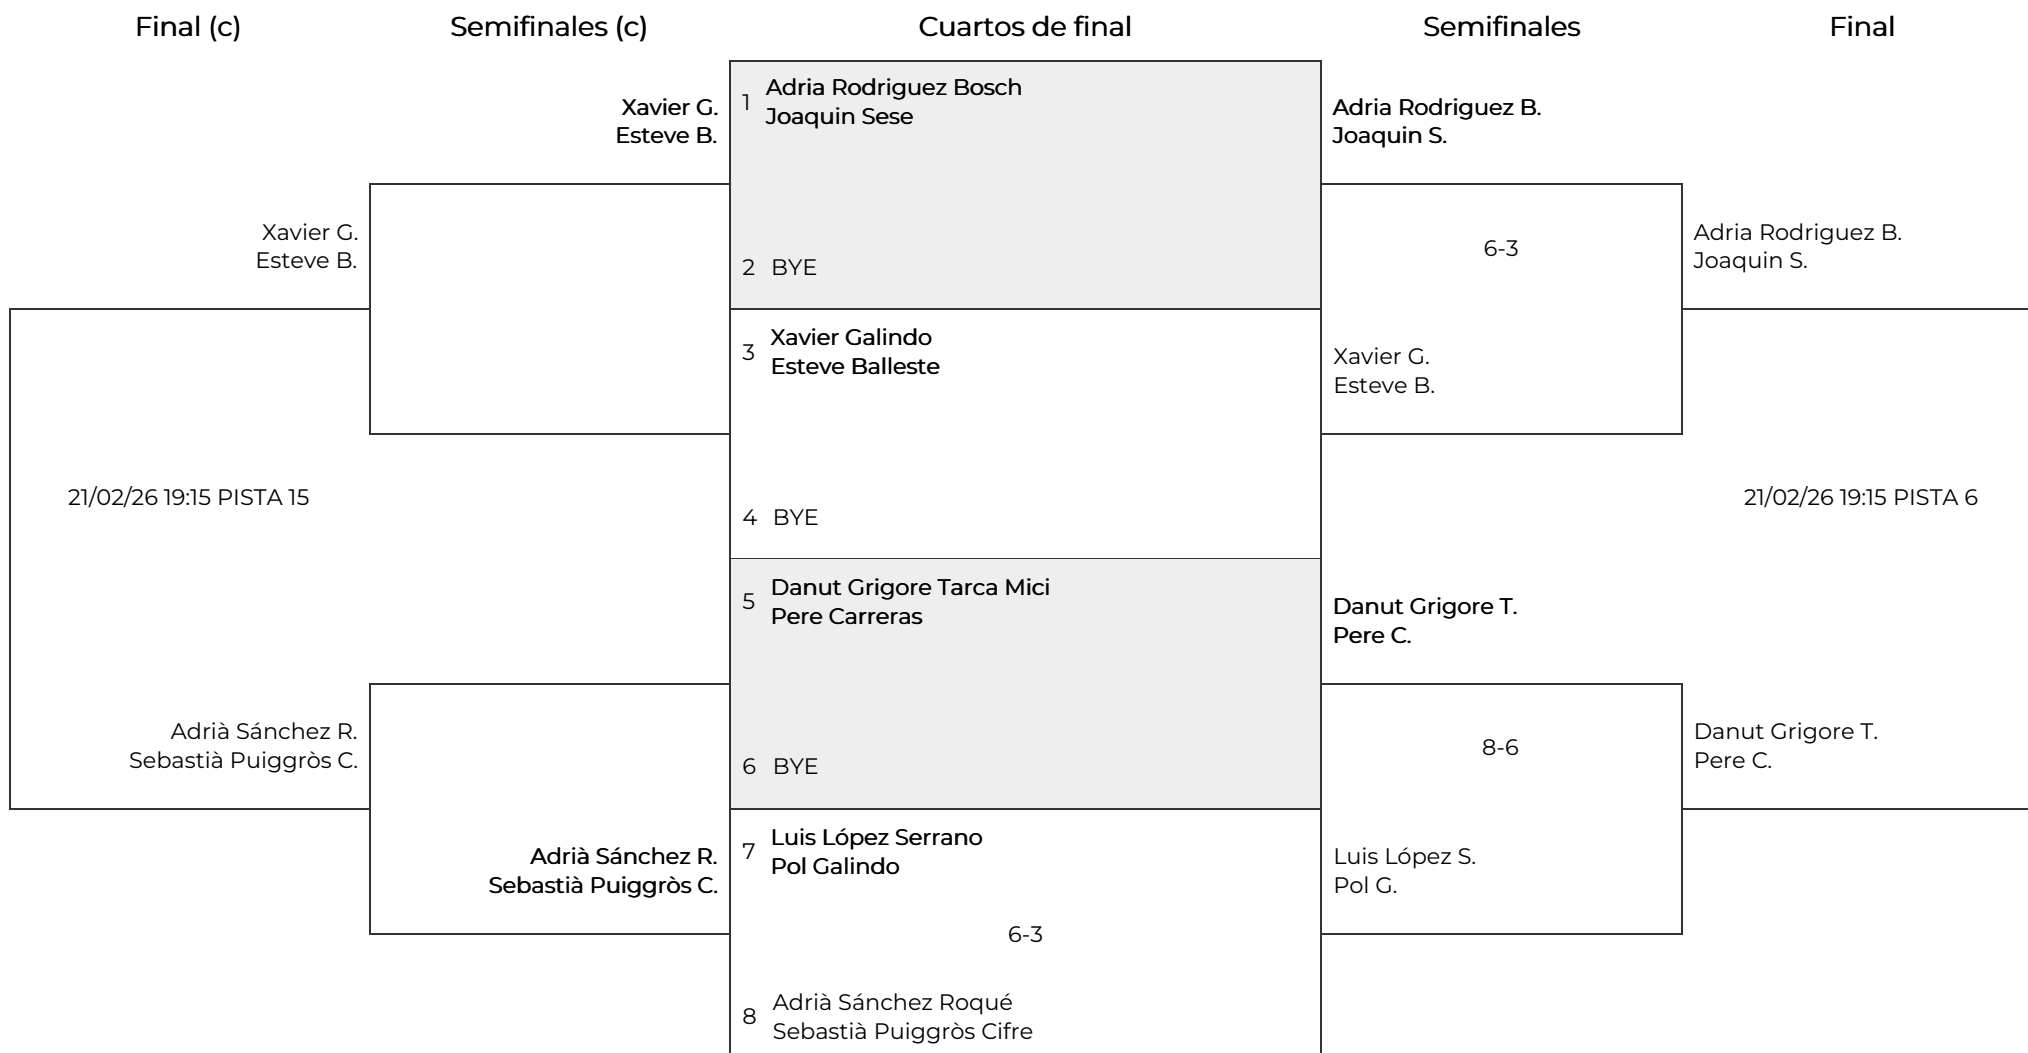 Final (c)
Semifinales (c)
Cuartos de final
Semifinales
Final
Xavier G.
Esteve B.
Xavier G.
Esteve B.
21/02/26 19:15 PISTA 15
Adrià Sánchez R.
Sebastià Puiggròs C.
Adrià Sánchez R.
Sebastià Puiggròs C.
1 Adria Rodriguez Bosch
Joaquin Sese
2 BYE
3 Xavier Galindo
Esteve Balleste
4 BYE
5 Danut Grigore Tarca Mici
Pere Carreras
6 BYE
7 Luis López Serrano
Pol Galindo
6-3
8 Adrià Sánchez Roqué
Sebastià Puiggròs Cifre
Adria Rodriguez B.
Joaquin S.
6-3
Xavier G.
Esteve B.
Danut Grigore T.
Pere C.
8-6
Luis López S.
Pol G.
Adria Rodriguez B.
Joaquin S.
21/02/26 19:15 PISTA 6
Danut Grigore T.
Pere C.